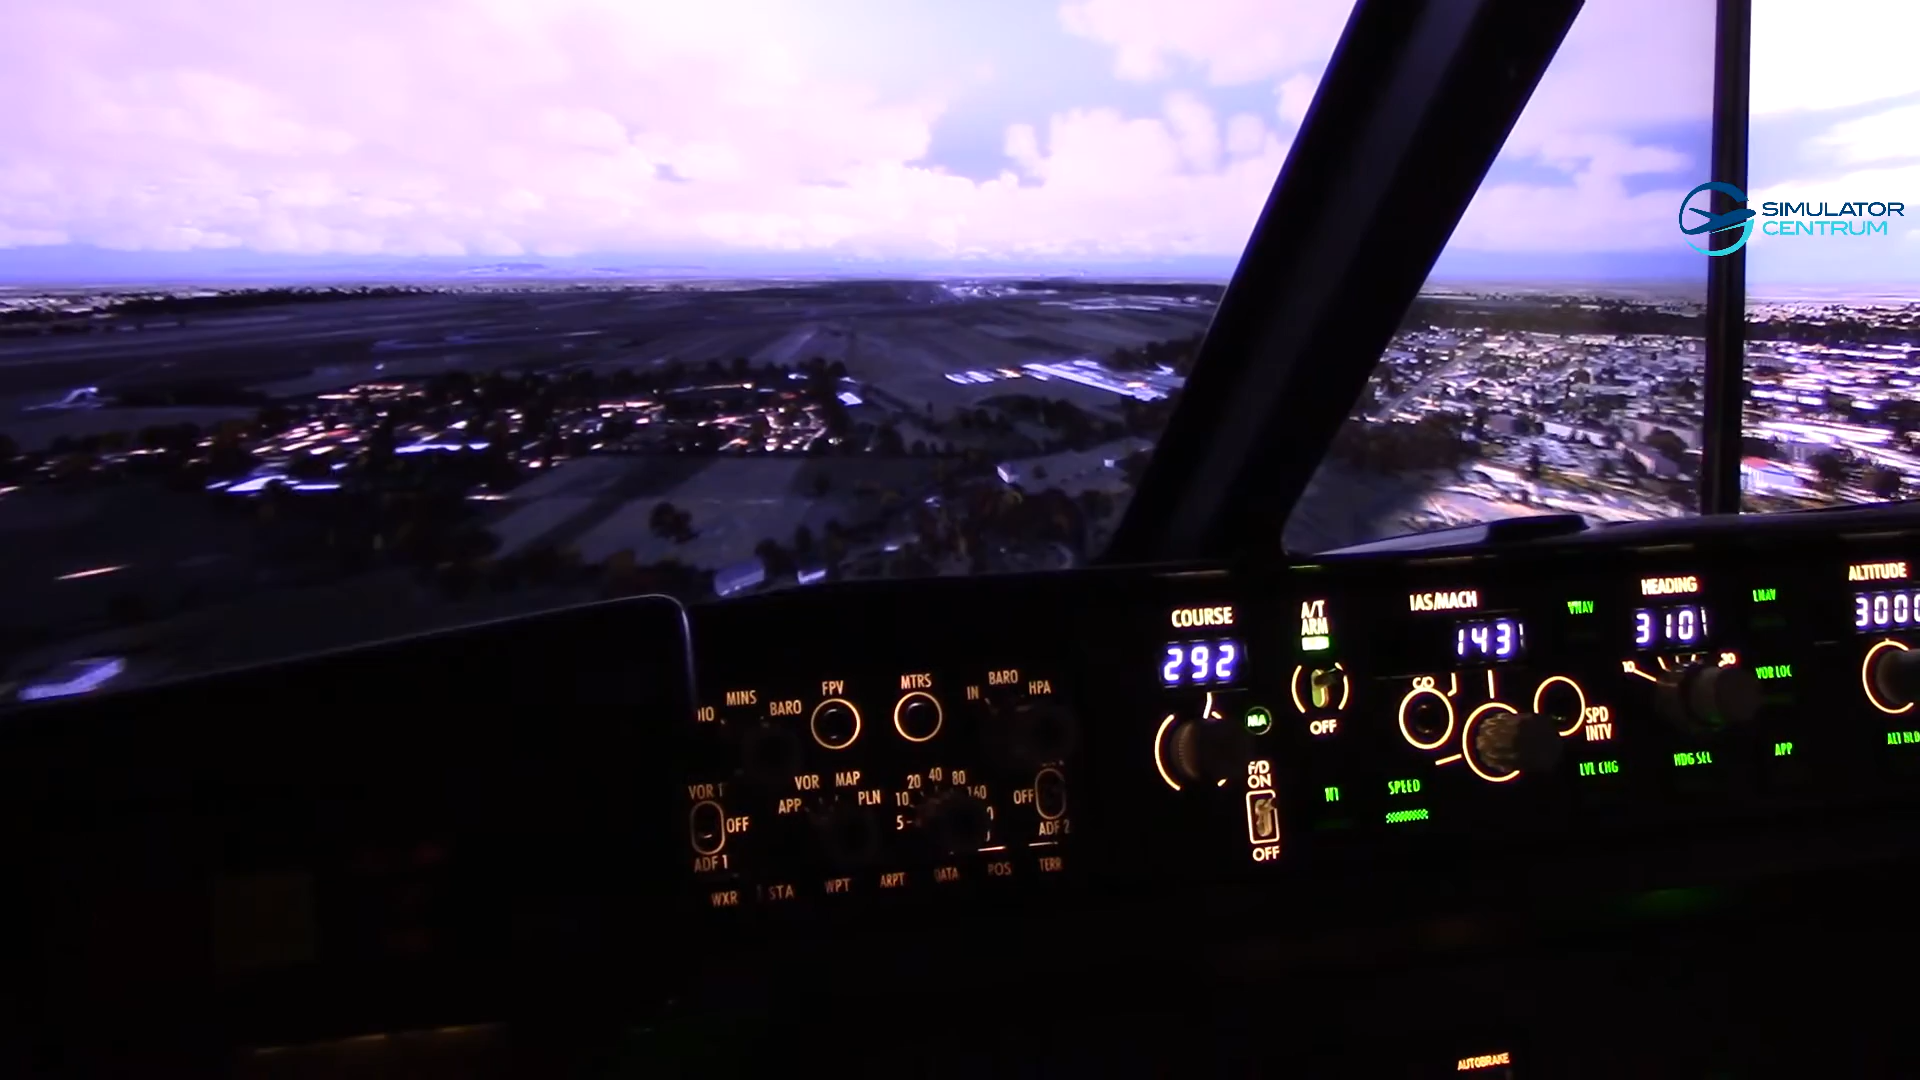 SIMULATOR
CENTRUM
COURSE
292
A/T
ARM
OFF
IAS/MACH
143
VNAV
HEADING
310
LNAV
ALTITUDE
3000
MINS
BARO
FPV
MTRS
IN
BARO
HPA
C/O
SPD
INTV
10
30
VOR LOC
MA
VOR 1
OFF
ADF 1
APP
VOR
MAP
PLN
5
10
20
40
80
160
OFF
ADF 2
F/D
ON
OFF
N1
SPEED
LVL CHG
HDG SEL
APP
ALT HLD
WXR
STA
WPT
ARPT
DATA
POS
TERR
AUTOBRAKE